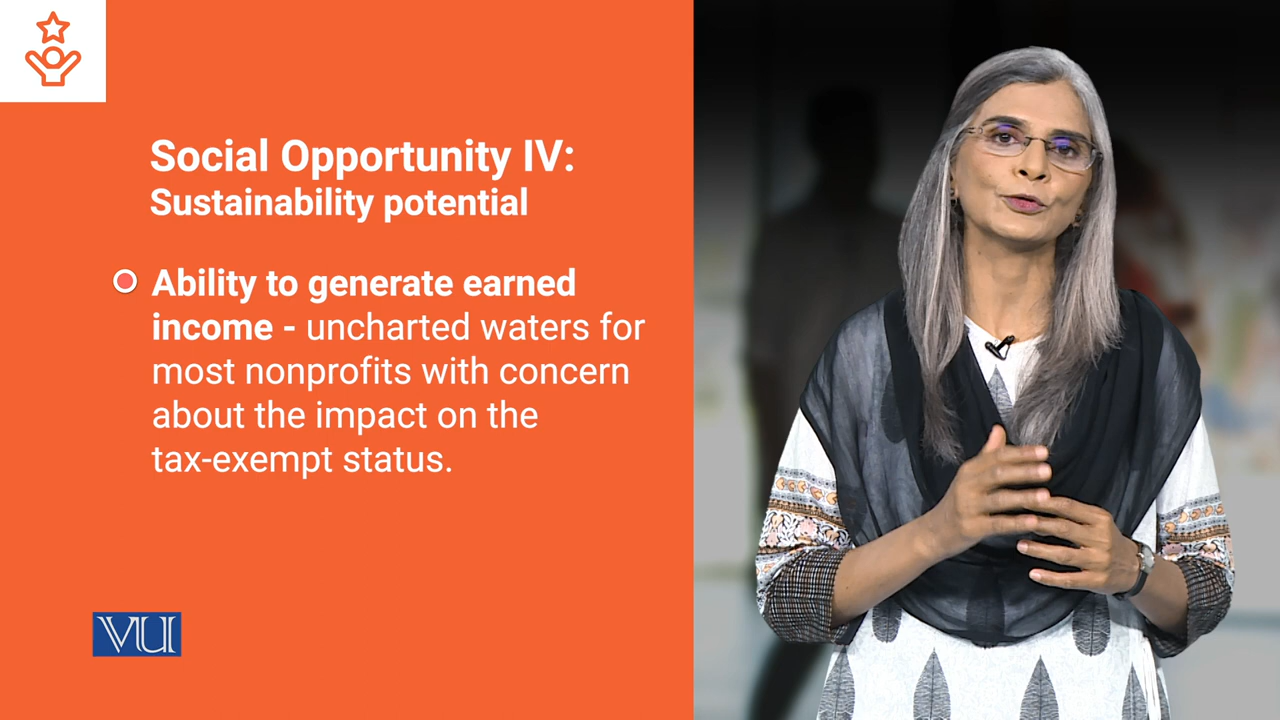 Social Opportunity IV:
Sustainability potential
Ability to generate earned
income - uncharted waters for
most nonprofits with concern
about the impact on the
tax-exempt status.
VU